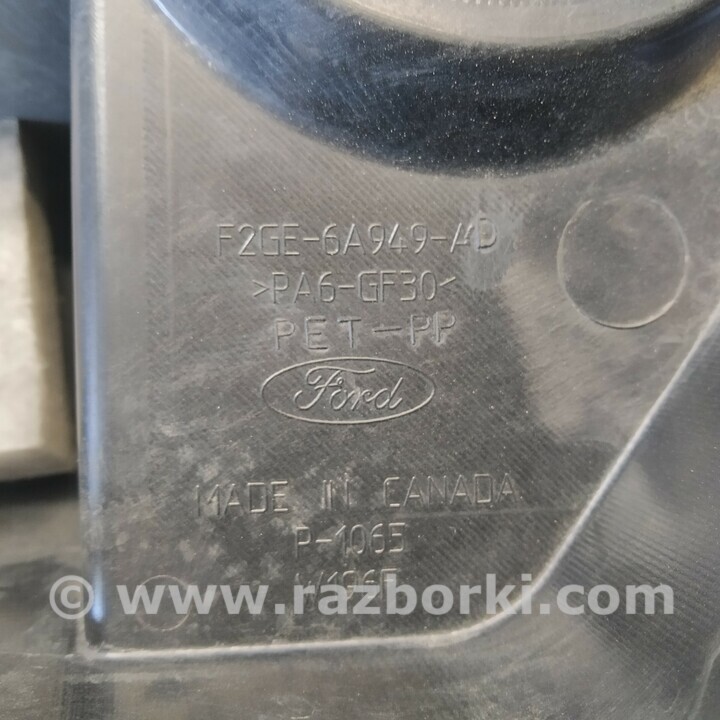 F2GE-6A949-AD
>PA6-GF30<
PET-PP
Ford
MADE IN CANADA
P-1065
© www.razborki.com